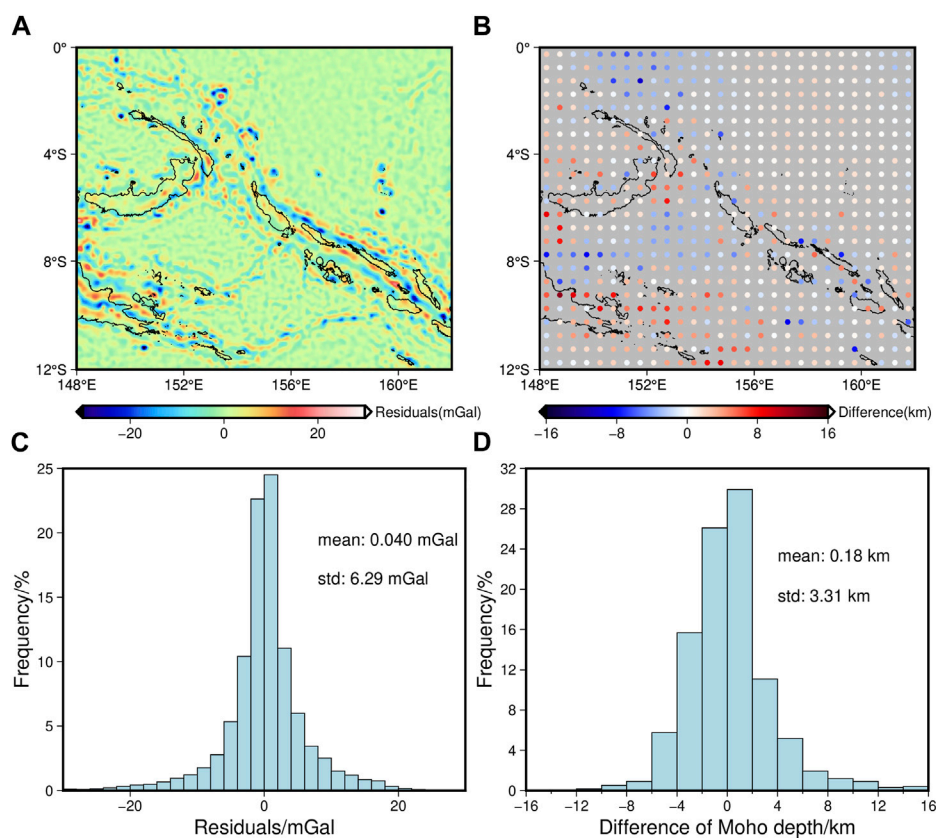 A
B
0°
4°S
8°S
12°S
148°E 152°E 156°E 160°E
0°
4°S
8°S
12°S
148°E 152°E 156°E 160°E
Residuals(mGal)
−20 0 20
Difference(km)
−16 −8 0 8 16
C
D
25
20
15
10
5
0
Frequency/%
mean: 0.040 mGal
std: 6.29 mGal
−20 0 20
Residuals/mGal
32
28
24
20
16
12
8
4
0
Frequency/%
mean: 0.18 km
std: 3.31 km
−16 −12 −8 −4 0 4 8 12 16
Difference of Moho depth/km